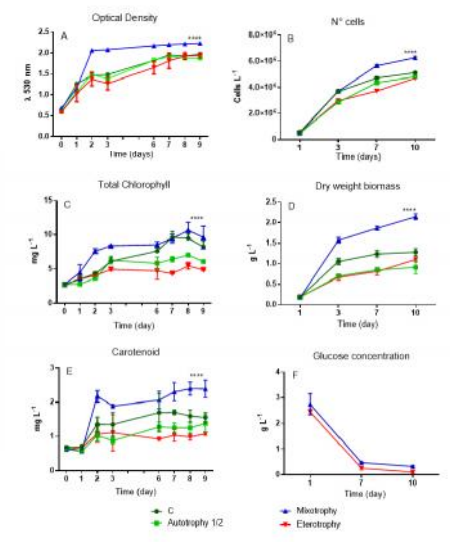 Optical Density
A
****
λ 530 nm
2.5
2.0
1.5
1.0
0.5
0.0
0 1 2 3 6 7 8 9
Time (days)
N° cells
B
****
Cells L⁻¹
8.0×10⁶
6.0×10⁶
4.0×10⁶
2.0×10⁶
0.0
1 3 7 10
Time (days)
Total Chlorophyll
C
****
mg L⁻¹
15
10
5
0
0 1 2 3 6 7 8 9
Time (day)
Dry weight biomass
D
****
g L⁻¹
2.5
2.0
1.5
1.0
0.5
0.0
1 3 7 10
Time (day)
Carotenoid
E
****
mg L⁻¹
3
2
1
0
0 1 2 3 6 7 8 9
Time (day)
Glucose concentration
F
g L⁻¹
4
3
2
1
0
1 7 10
Time (day)
C
Autotrophy 1/2
Mixotrophy
Eterotrophy